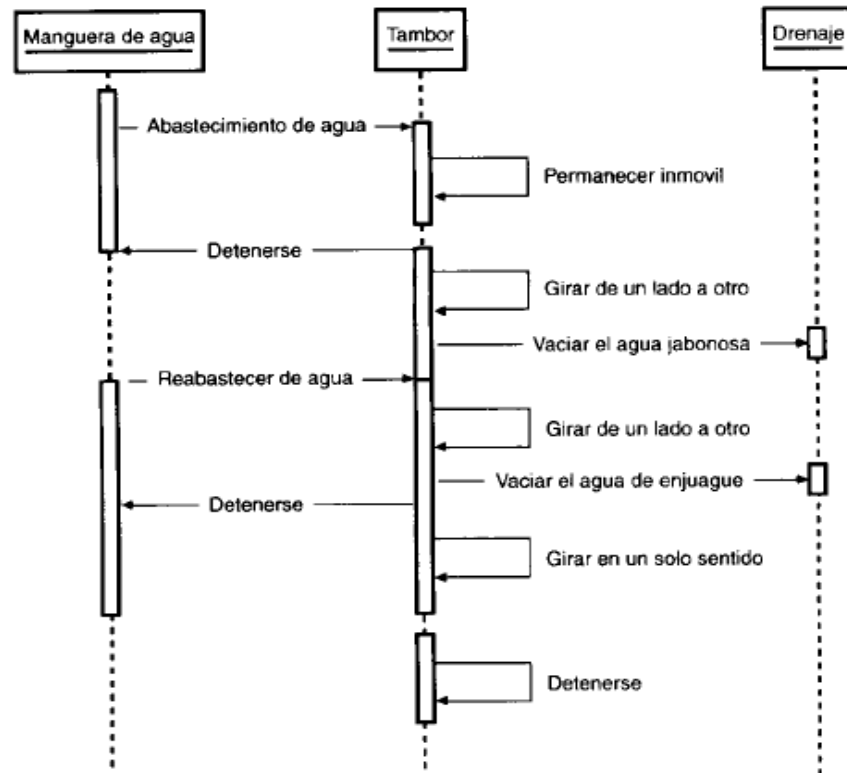 Manguera de agua
Tambor
Drenaje
Abastecimiento de agua
Permanecer inmovil
Detenerse
Girar de un lado a otro
Vaciar el agua jabonosa
Reabastecer de agua
Girar de un lado a otro
Vaciar el agua de enjuague
Detenerse
Girar en un solo sentido
Detenerse